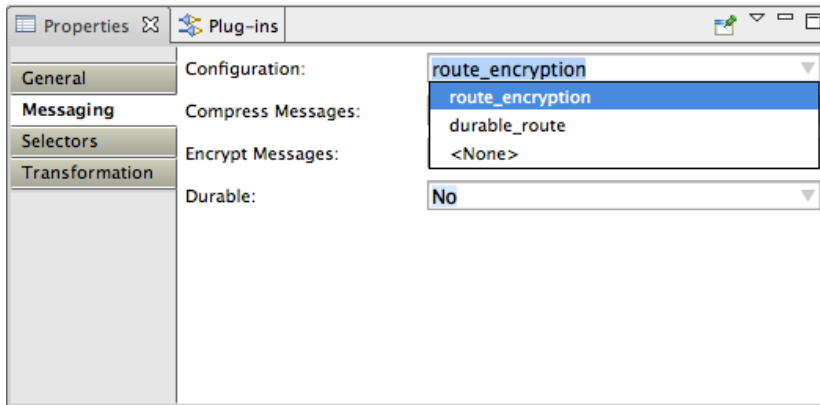 Properties Plug-ins
General
Messaging
Selectors
Transformation
Configuration: route_encryption
route_encryption
durable_route
<None>
Compress Messages:
Encrypt Messages:
Durable: No